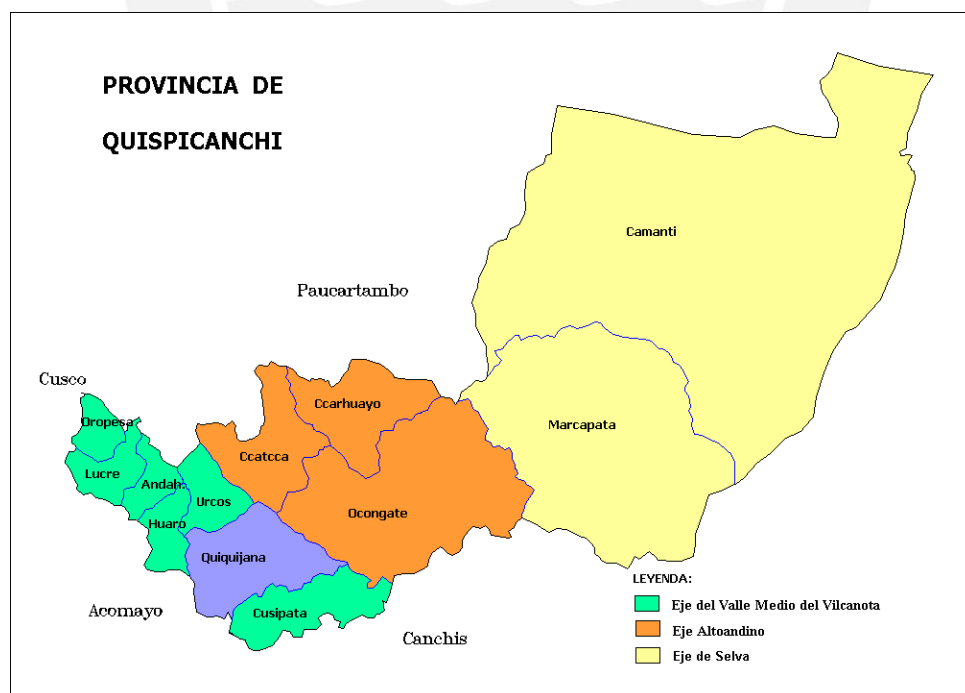 PROVINCIA DE
QUISPICANCHI
Camanti
Paucartambo
Cusco
Ccarhuayo
Oropesa
Marcapata
Ccatcca
Lucre
Andah.
Urcos
Ocongate
Huaro
Quiquijana
Acomayo
Cusipata
Canchis
LEYENDA:
Eje del Valle Medio del Vilcanota
Eje Altoandino
Eje de Selva